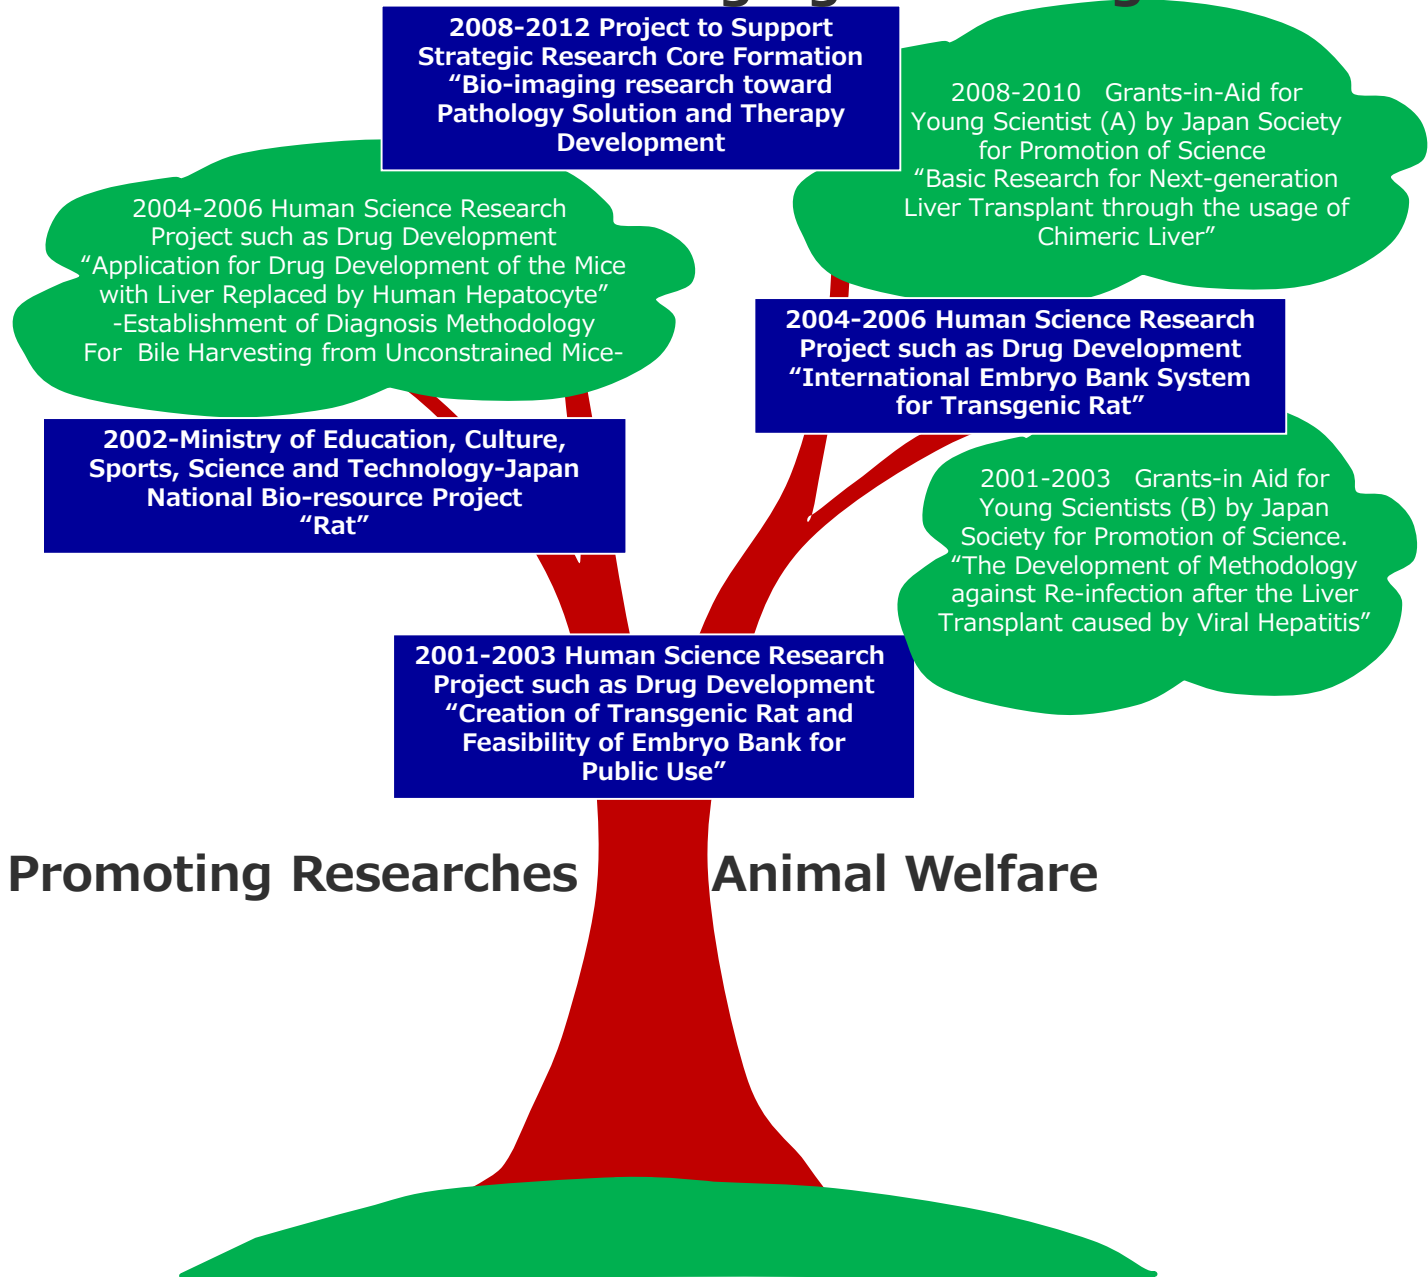 2008-2012 Project to Support
Strategic Research Core Formation
“Bio-imaging research toward
Pathology Solution and Therapy
Development
2008-2010 Grants-in-Aid for
Young Scientist (A) by Japan Society
for Promotion of Science
“Basic Research for Next-generation
Liver Transplant through the usage of
Chimeric Liver”
2004-2006 Human Science Research
Project such as Drug Development
“Application for Drug Development of the Mice
with Liver Replaced by Human Hepatocyte”
-Establishment of Diagnosis Methodology
For Bile Harvesting from Unconstrained Mice-
2004-2006 Human Science Research
Project such as Drug Development
“International Embryo Bank System
for Transgenic Rat”
2002-Ministry of Education, Culture,
Sports, Science and Technology-Japan
National Bio-resource Project
“Rat”
2001-2003 Grants-in Aid for
Young Scientists (B) by Japan
Society for Promotion of Science.
“The Development of Methodology
against Re-infection after the Liver
Transplant caused by Viral Hepatitis”
2001-2003 Human Science Research
Project such as Drug Development
“Creation of Transgenic Rat and
Feasibility of Embryo Bank for
Public Use”
Promoting Researches
Animal Welfare